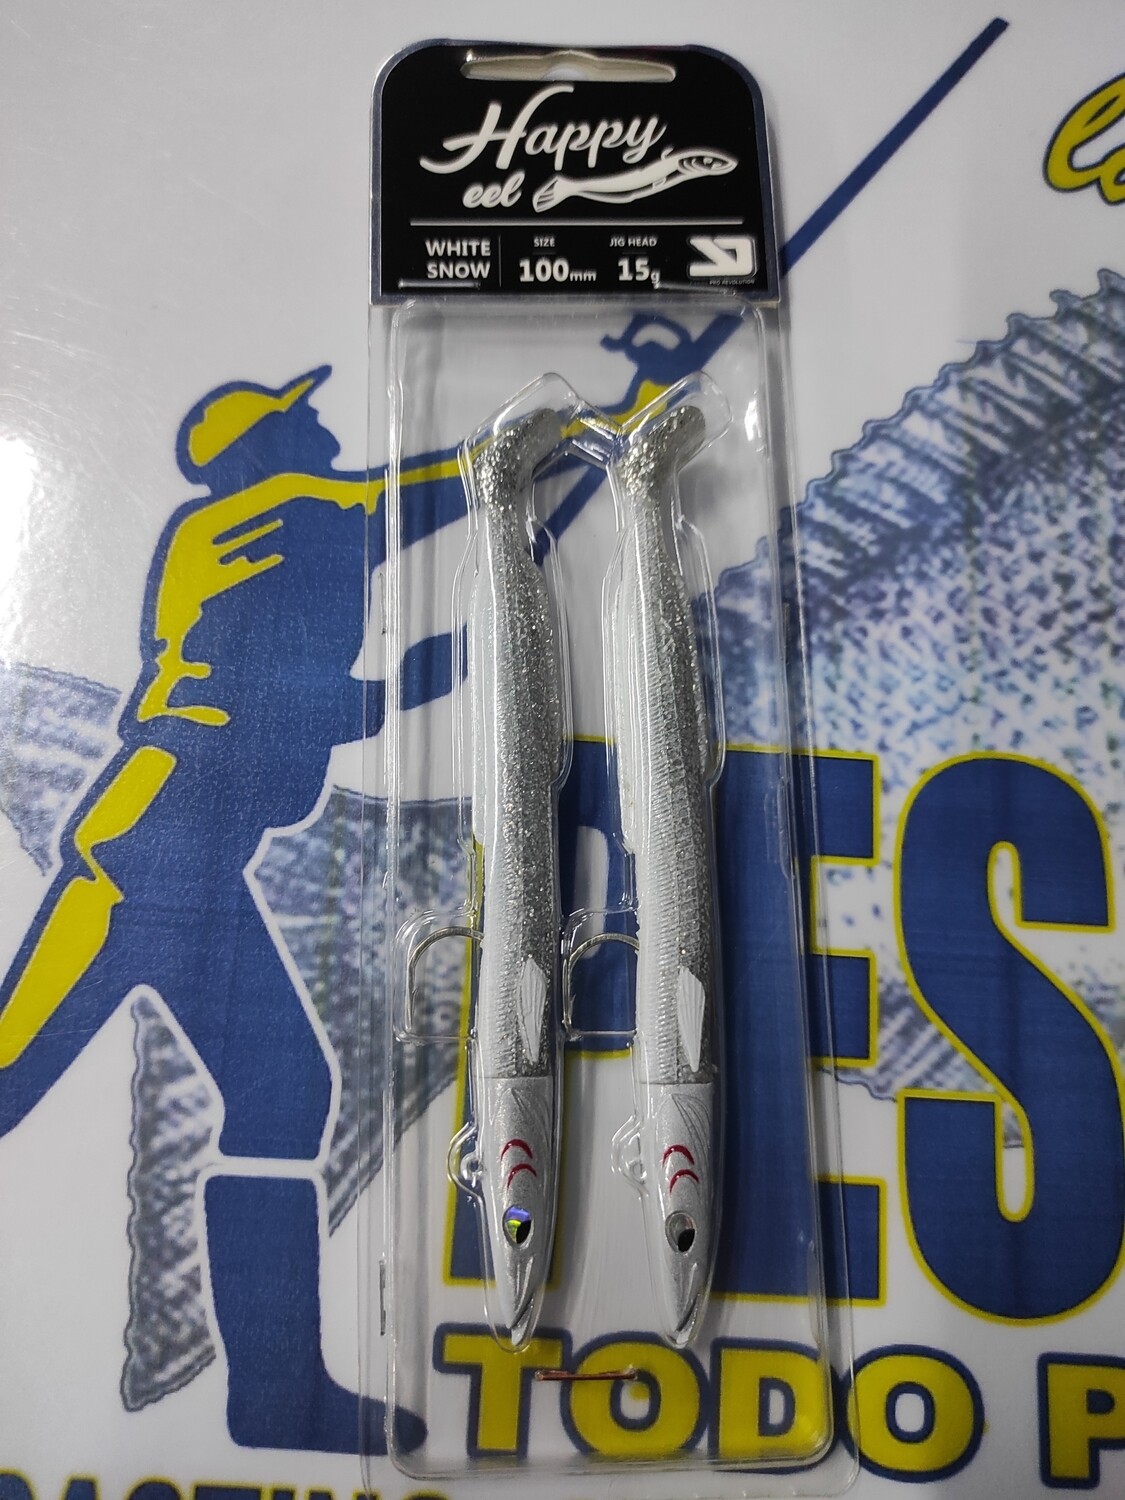 Happy
eel
WHITE
SNOW
SIZE
100mm
JIG HEAD
15g
PRO REVOLUTION
PES
TODO P